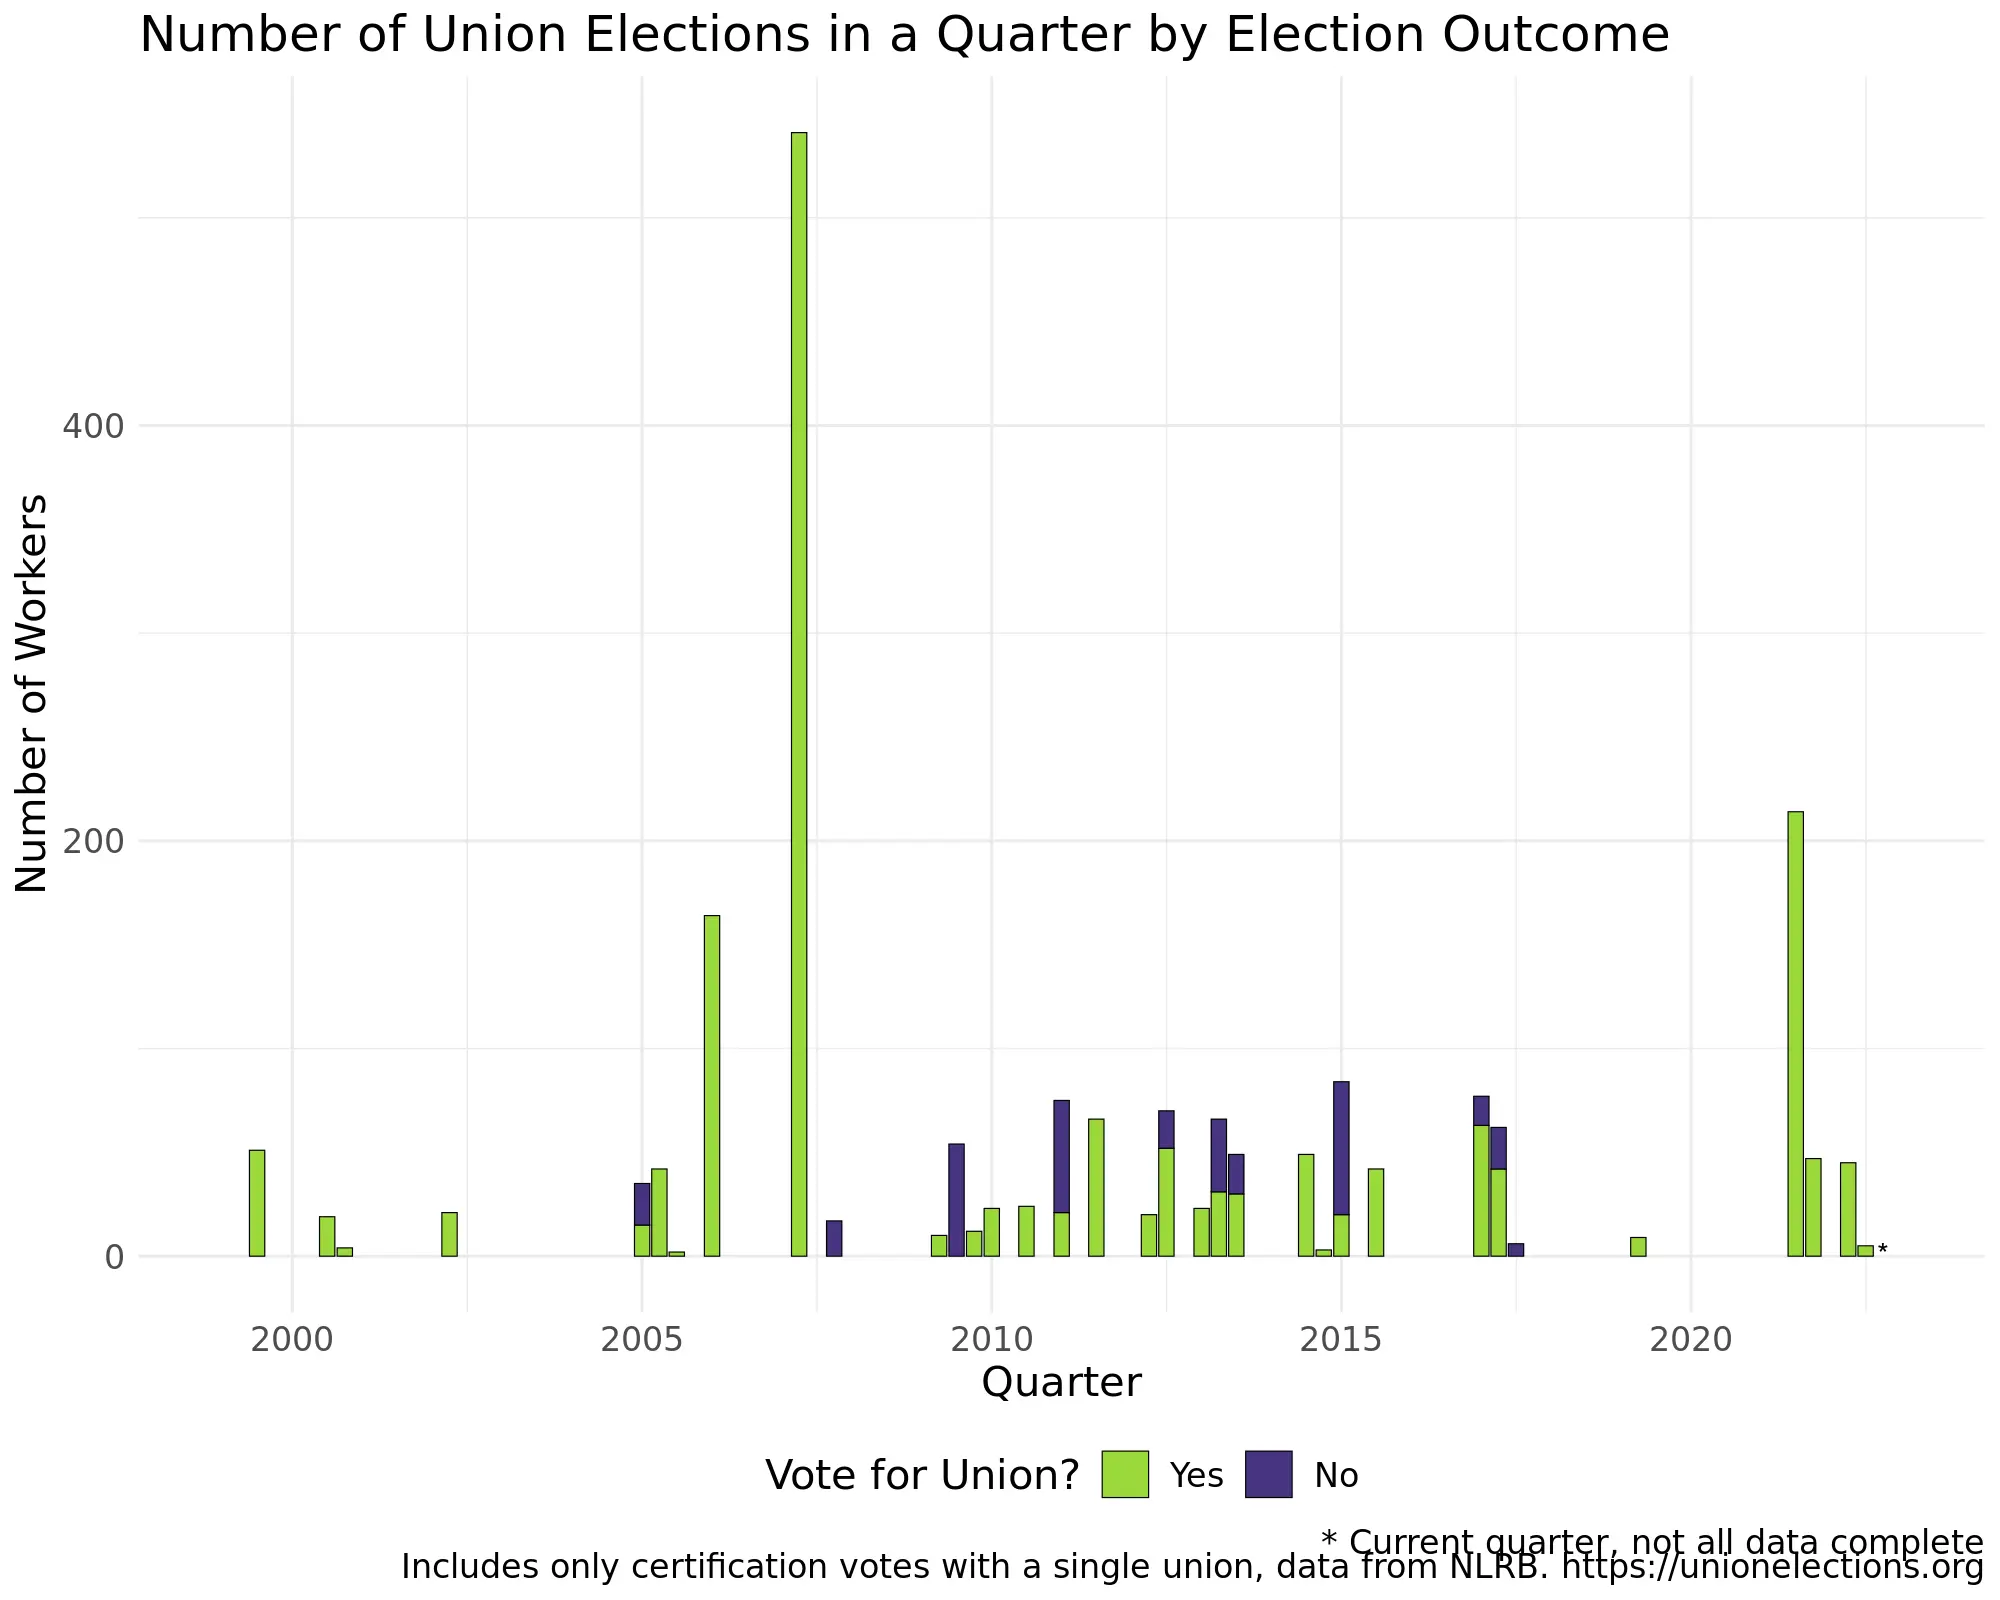 Number of Union Elections in a Quarter by Election Outcome
Number of Workers
400
200
0
*
2000 2005 2010 2015 2020
Quarter
Vote for Union? Yes No
* Current quarter, not all data complete
Includes only certification votes with a single union, data from NLRB. https://unionelections.org